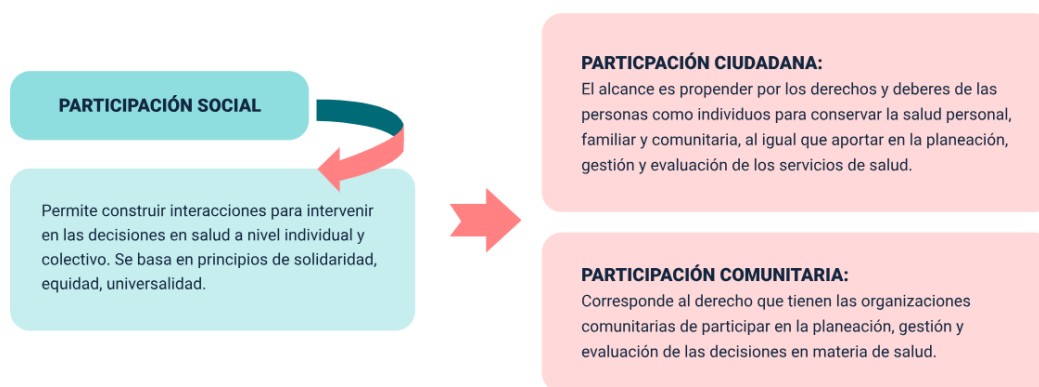 PARTICIPACIÓN SOCIAL
Permite construir interacciones para intervenir
en las decisiones en salud a nivel individual y
colectivo. Se basa en principios de solidaridad,
equidad, universalidad.
PARTICPACIÓN CIUDADANA:
El alcance es propender por los derechos y deberes de las
personas como individuos para conservar la salud personal,
familiar y comunitaria, al igual que aportar en la planeación,
gestión y evaluación de los servicios de salud.
PARTICIPACIÓN COMUNITARIA:
Corresponde al derecho que tienen las organizaciones
comunitarias de participar en la planeación, gestión y
evaluación de las decisiones en materia de salud.